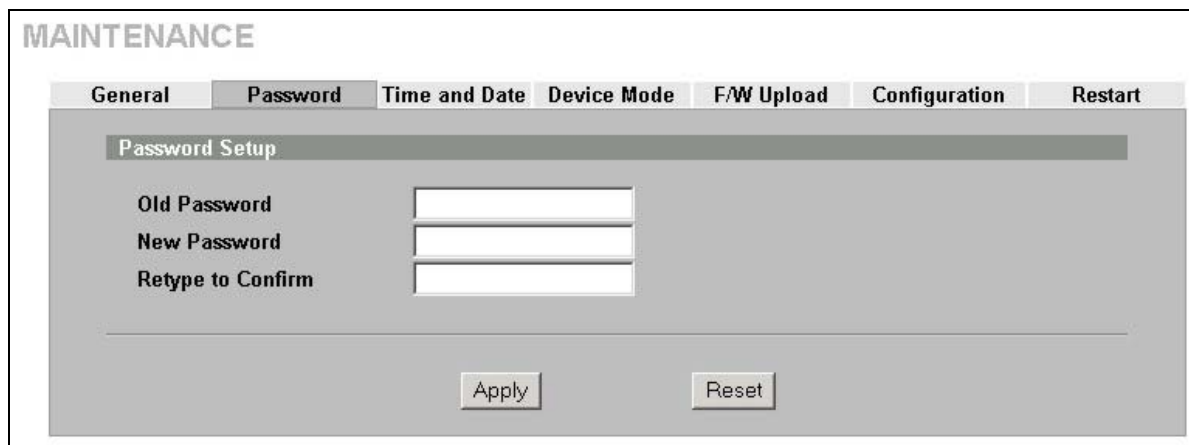 MAINTENANCE
General Password Time and Date Device Mode F/W Upload Configuration Restart
Password Setup
Old Password
New Password
Retype to Confirm
Apply Reset